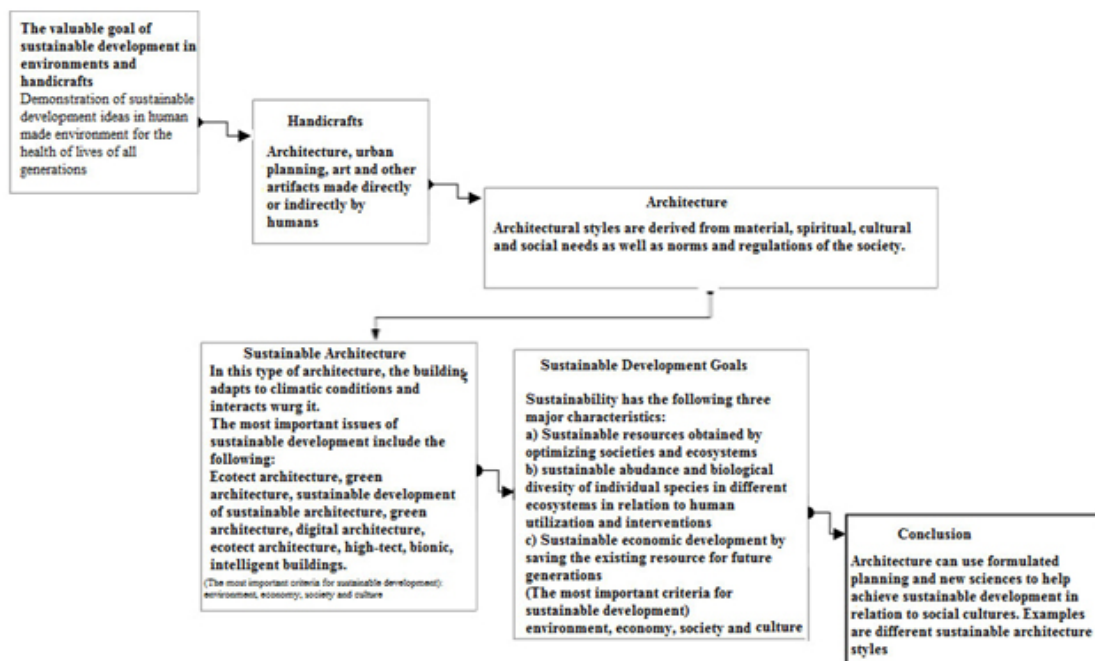 The valuable goal of
sustainable development in
environments and
handicrafts
Demonstration of sustainable
development ideas in human
made environment for the
health of lives of all
generations
Handicrafts
Architecture, urban
planning, art and other
artifacts made directly
or indirectly by
humans
Architecture
Architectural styles are derived from material, spiritual, cultural
and social needs as well as norms and regulations of the society.
Sustainable Architecture
In this type of architecture, the building
adapts to climatic conditions and
interacts wurg it.
The most important issues of
sustainable development include the
following:
Ecotect architecture, green
architecture, sustainable development
of sustainable architecture, green
architecture, digital architecture,
ecotect architecture, high-tect, bionic,
intelligent buildings.
(The most important criteria for sustainable development):
environment, economy, society and culture
Sustainable Development Goals
Sustainability has the following three
major characteristics:
a) Sustainable resources obtained by
optimizing societies and ecosystems
b) sustainable abudance and biological
divesity of individual species in different
ecosystems in relation to human
utilization and interventions
c) Sustainable economic development by
saving the existing resource for future
generations
(The most important criteria for
sustainable development)
environment, economy, society and culture
Conclusion
Architecture can use formulated
planning and new sciences to help
achieve sustainable development in
relation to social cultures. Examples
are different sustainable architecture
styles